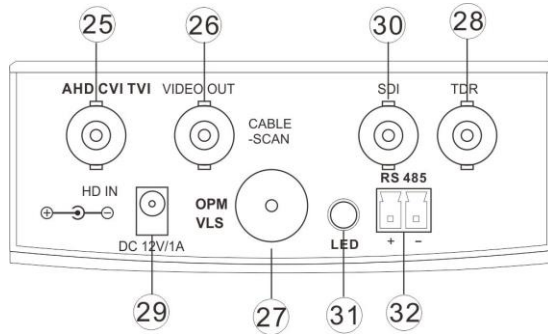 25 26 30 28
AHD CVI TVI VIDEO OUT SDI TDR
CABLE
-SCAN
HD IN
RS 485
OPM
VLS
+ −
DC 12V/1A
LED
+ −
29 27 31 32